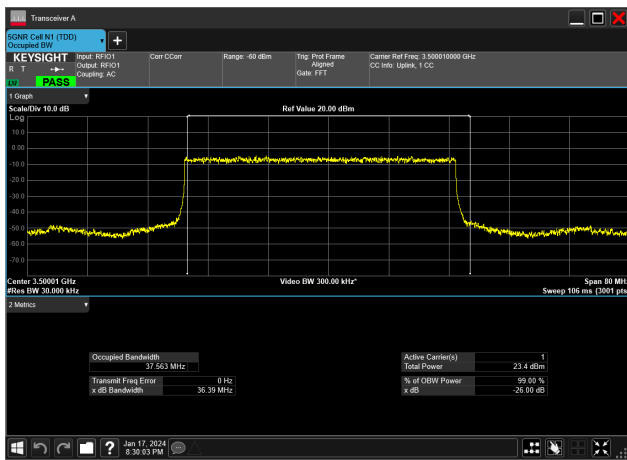 Transceiver A
5GNR Cell N1 (TDD)
Occupied BW
KEYSIGHT
R T
LV
PASS
Input: RFIO1
Output: RFIO1
Coupling: AC
Corr CCorr
Range: -60 dBm
Trig: Prot Frame
Aligned
Gate: FFT
Carrier Ref Freq: 3.500010000 GHz
CC Info: Uplink, 1 CC
1 Graph
Scale/Div 10.0 dB
Ref Value 20.00 dBm
Log
10.0
0.00
-10.0
-20.0
-30.0
-40.0
-50.0
-60.0
-70.0
Center 3.50001 GHz
Video BW 300.00 kHz*
Span 80 MHz
#Res BW 30.000 kHz
Sweep 106 ms (3001 pts
2 Metrics
Occupied Bandwidth
37.563 MHz
Transmit Freq Error 0 Hz
x dB Bandwidth 36.39 MHz
Active Carrier(s) 1
Total Power 23.4 dBm
% of OBW Power 99.00 %
x dB -26.00 dB
Jan 17, 2024
8:30:03 PM